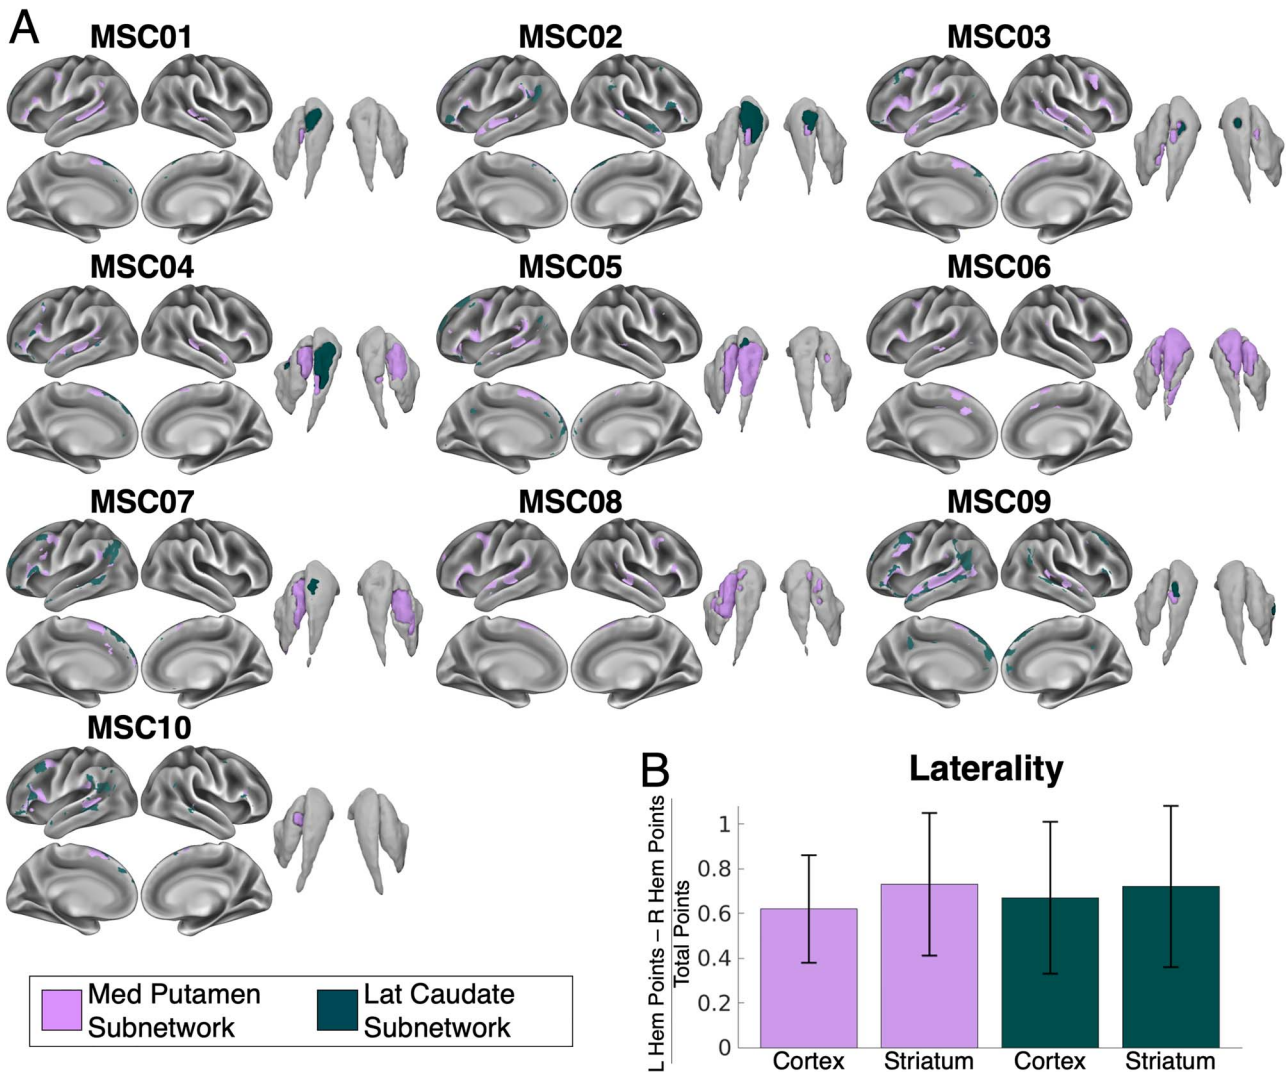 A
MSC01
MSC02
MSC03
MSC04
MSC05
MSC06
MSC07
MSC08
MSC09
MSC10
Med Putamen
Subnetwork
Lat Caudate
Subnetwork
B
Laterality
L Hem Points – R Hem Points
Total Points
1
0.8
0.6
0.4
0.2
0
Cortex
Striatum
Cortex
Striatum